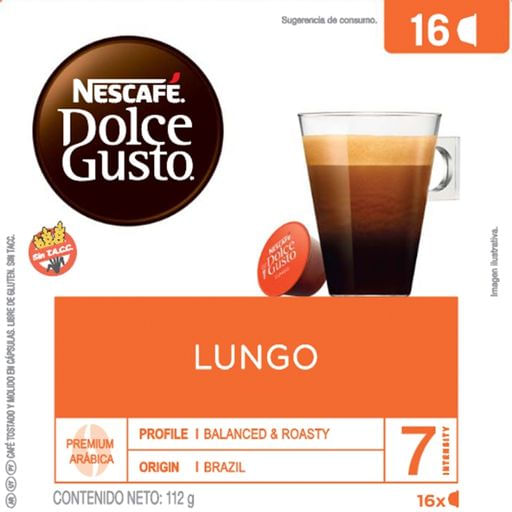 Sugerencia de consumo.
16
NESCAFÉ.
Dolce
Gusto.
Sin T.A.C.C.
NESCAFÉ
Dolce
Gusto
LUNGO
Imagen ilustrativa.
CAFÉ TOSTADO Y MOLIDO EN CÁPSULAS. LIBRE DE GLUTEN. SIN TACC.
LUNGO
PREMIUM
ARÁBICA
PROFILE | BALANCED & ROASTY
ORIGIN | BRAZIL
7
INTENSITY
CONTENIDO NETO: 112 g
16x